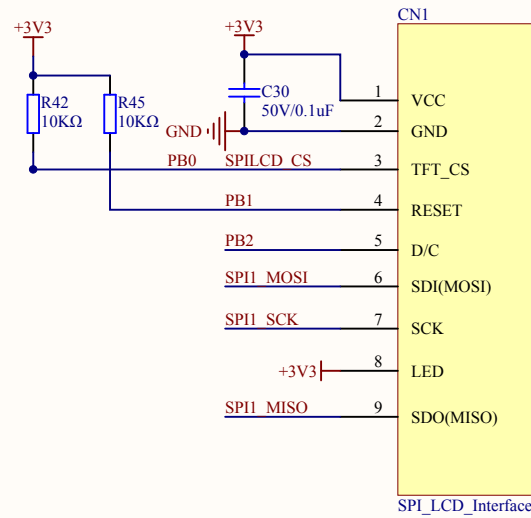 CN1
+3V3
+3V3
R42
10KΩ
R45
10KΩ
C30
50V/0.1uF
1 VCC
GND 2 GND
PB0 SPILCD_CS 3 TFT_CS
PB1 4 RESET
PB2 5 D/C
SPI1_MOSI 6 SDI(MOSI)
SPI1_SCK 7 SCK
+3V3 8 LED
SPI1_MISO 9 SDO(MISO)
SPI_LCD_Interface